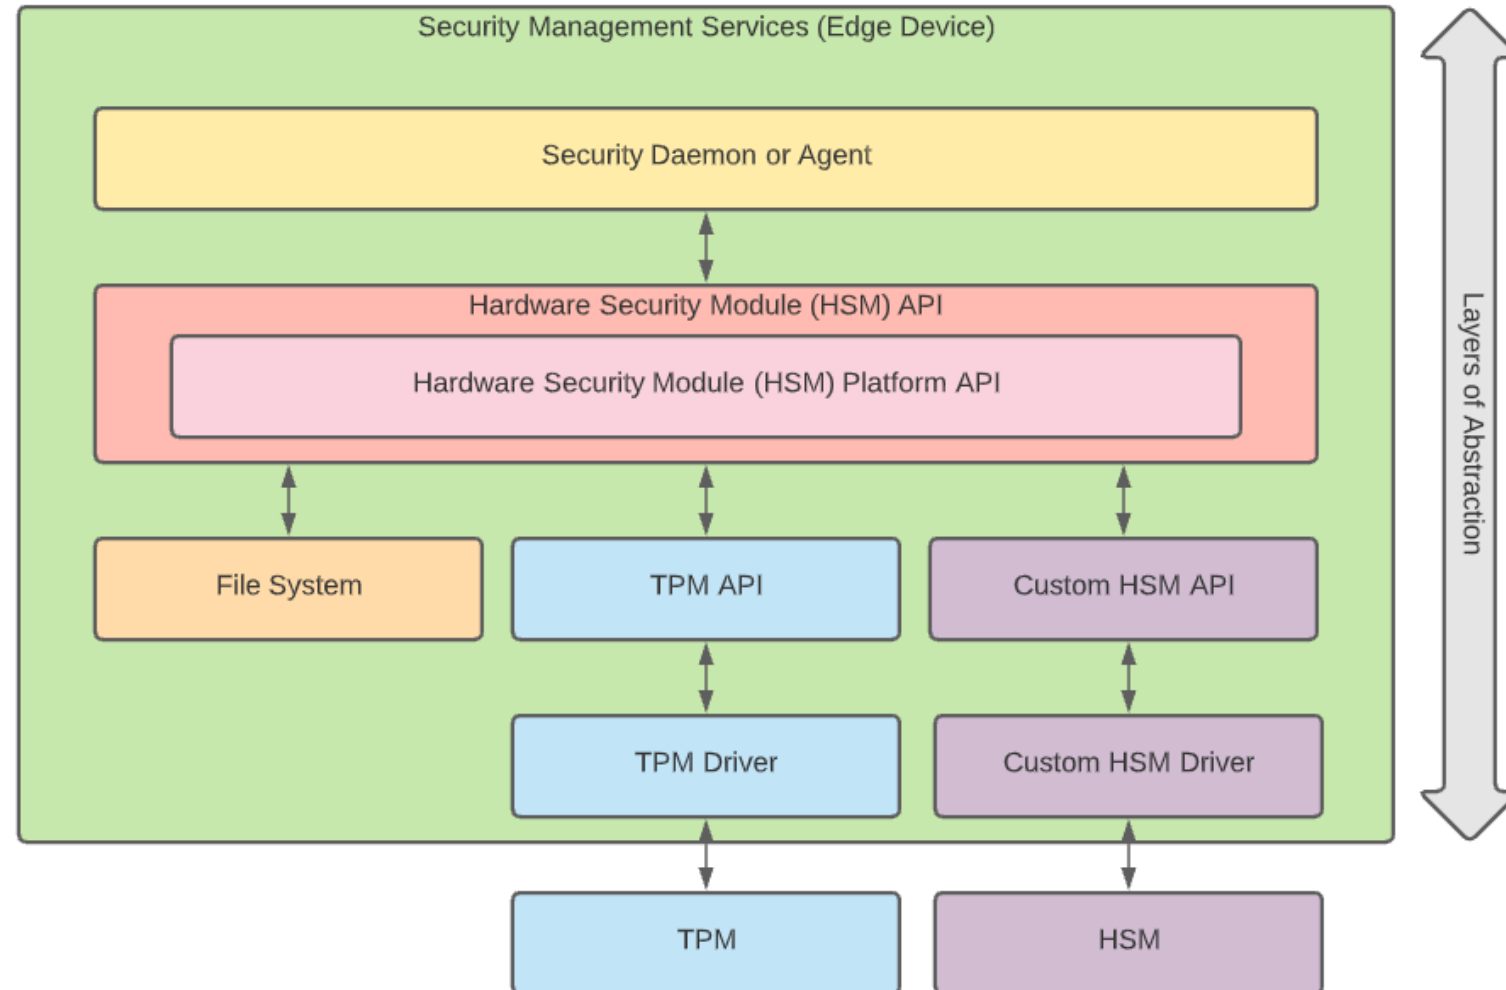 Security Management Services (Edge Device)
Security Daemon or Agent
Hardware Security Module (HSM) API
Hardware Security Module (HSM) Platform API
File System
TPM API
Custom HSM API
TPM Driver
Custom HSM Driver
TPM
HSM
Layers of Abstraction